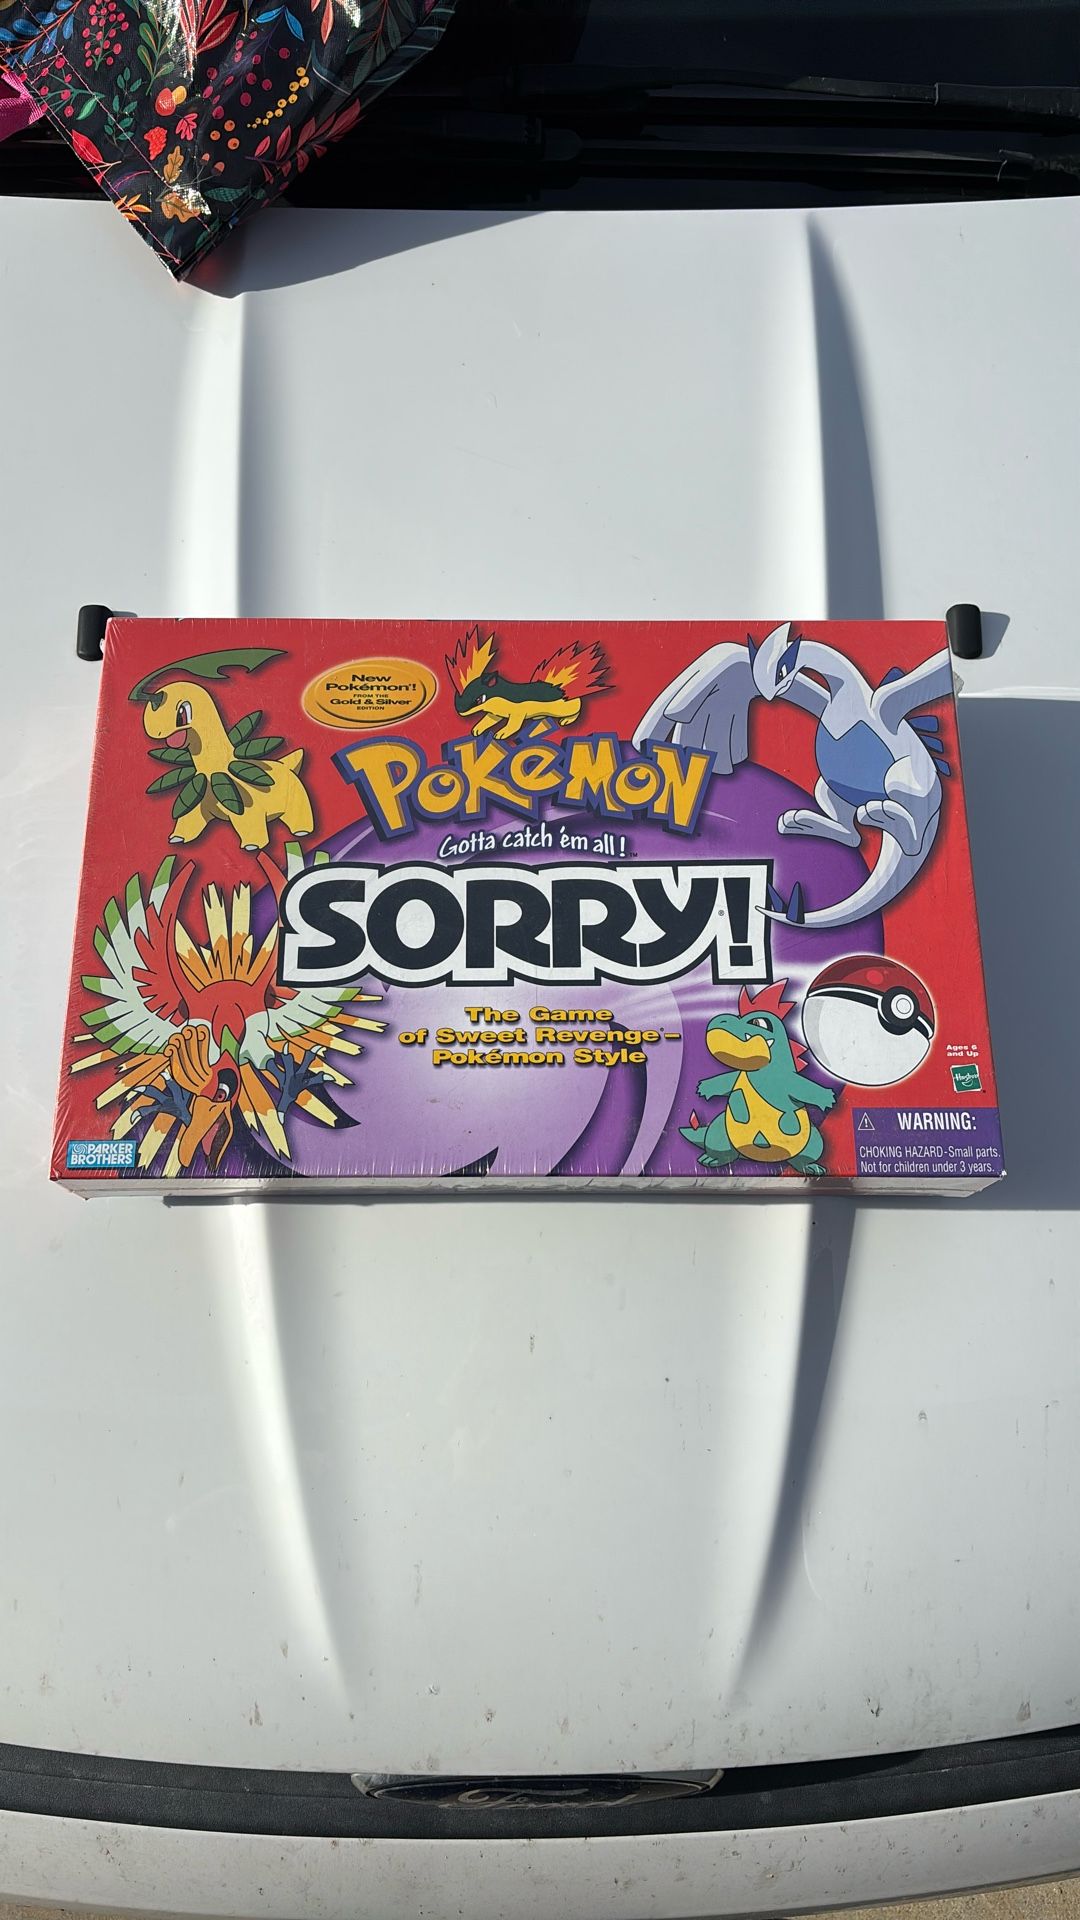 New
Pokémon!
FROM THE
Gold & Silver
EDITION
POKéMON
Gotta catch 'em all!™
SORRY!®
The Game
of Sweet Revenge®–
Pokémon Style
Ages 6
and Up
Hasbro
PARKER
BROTHERS
⚠ WARNING:
CHOKING HAZARD-Small parts.
Not for children under 3 years.
Ford